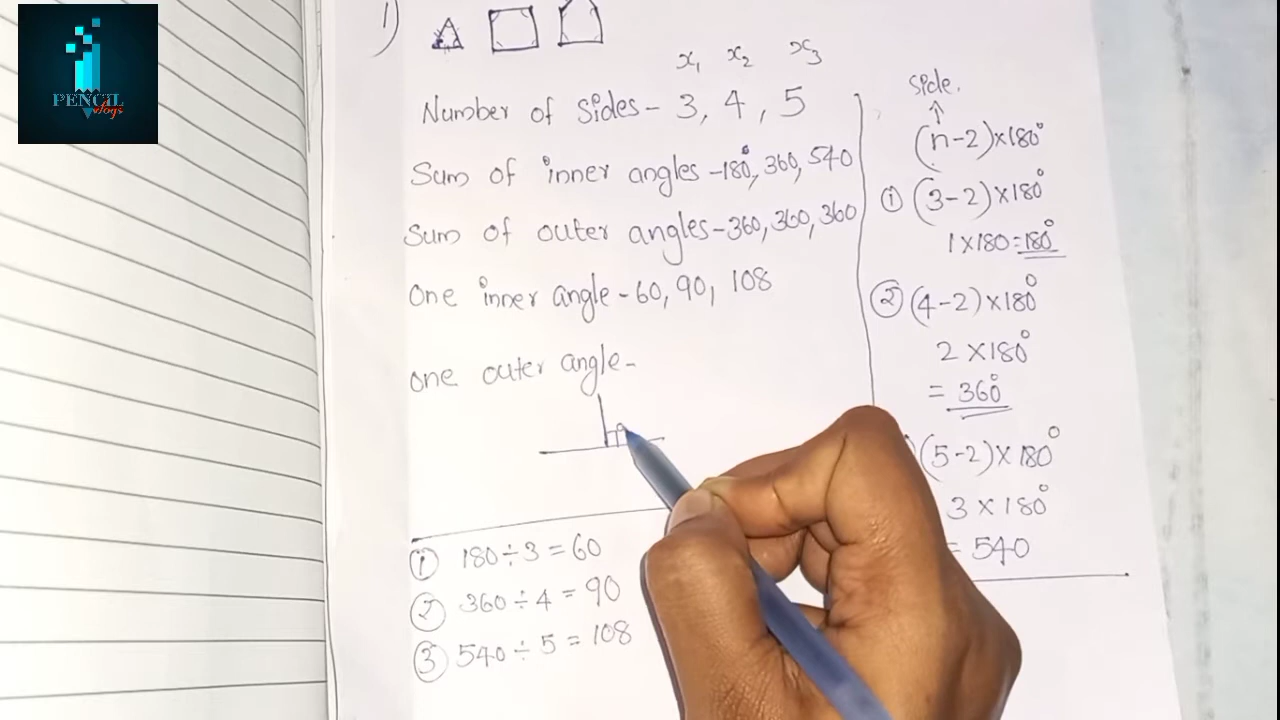 PENCIL
vlogs
1)
x₁ x₂ x₃
Number of sides - 3, 4, 5
Sum of inner angles - 180°, 360, 540
Sum of outer angles - 360, 360, 360
One inner angle - 60, 90, 108
one outer angle -
① 180 ÷ 3 = 60
② 360 ÷ 4 = 90
③ 540 ÷ 5 = 108
side.
↑
(n-2)×180°
① (3-2)×180°
1×180=180°
② (4-2)×180°
2×180°
= 360°
(5-2)×180°
3×180°
= 540